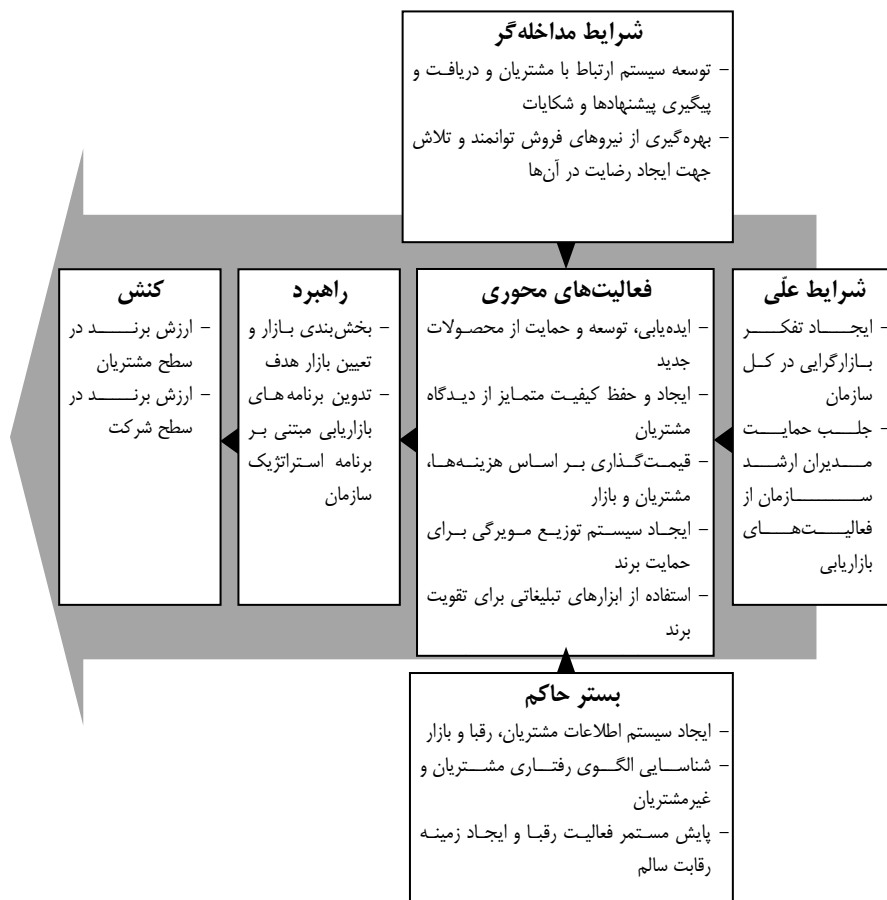 شرایط مداخله‌گر
- توسعه سیستم ارتباط با مشتریان و دریافت و
پیگیری پیشنهادها و شکایات
- بهره‌گیری از نیروهای فروش توانمند و تلاش
جهت ایجاد رضایت در آن‌ها
شرایط علّی
- ایجاد تفکر
بازارگرایی در کل
سازمان
- جلب حمایت
مدیران ارشد
سازمان از
فعالیت‌های
بازاریابی
فعالیت‌های محوری
- ایده‌یابی، توسعه و حمایت از محصولات
جدید
- ایجاد و حفظ کیفیت متمایز از دیدگاه
مشتریان
- قیمت‌گذاری بر اساس هزینه‌ها،
مشتریان و بازار
- ایجاد سیستم توزیع مویرگی برای
حمایت برند
- استفاده از ابزارهای تبلیغاتی برای تقویت
برند
راهبرد
- بخش‌بندی بازار و
تعیین بازار هدف
- تدوین برنامه‌های
بازاریابی مبتنی بر
برنامه استراتژیک
سازمان
کنش
- ارزش برند در
سطح مشتریان
- ارزش برند در
سطح شرکت
بستر حاکم
- ایجاد سیستم اطلاعات مشتریان، رقبا و بازار
- شناسایی الگوی رفتاری مشتریان و
غیرمشتریان
- پایش مستمر فعالیت رقبا و ایجاد زمینه
رقابت سالم